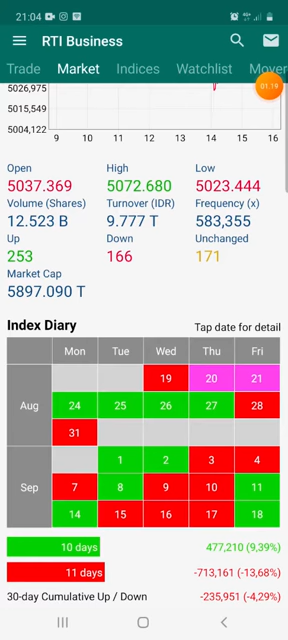 21:04
4G+
RTI Business
Trade Market Indices Watchlist Mover
5026,975
01.19
5015,549
5004,122
9 10 11 12 13 14 15 16
Open High Low
5037.369 5072.680 5023.444
Volume (Shares) Turnover (IDR) Frequency (x)
12.523 B 9.777 T 583,355
Up Down Unchanged
253 166 171
Market Cap
5897.090 T
Index Diary Tap date for detail
Mon Tue Wed Thu Fri
19 20 21
Aug 24 25 26 27 28
31
1 2 3 4
Sep 7 8 9 10 11
14 15 16 17 18
10 days 477,210 (9,39%)
11 days -713,161 (-13,68%)
30-day Cumulative Up / Down -235,951 (-4,29%)